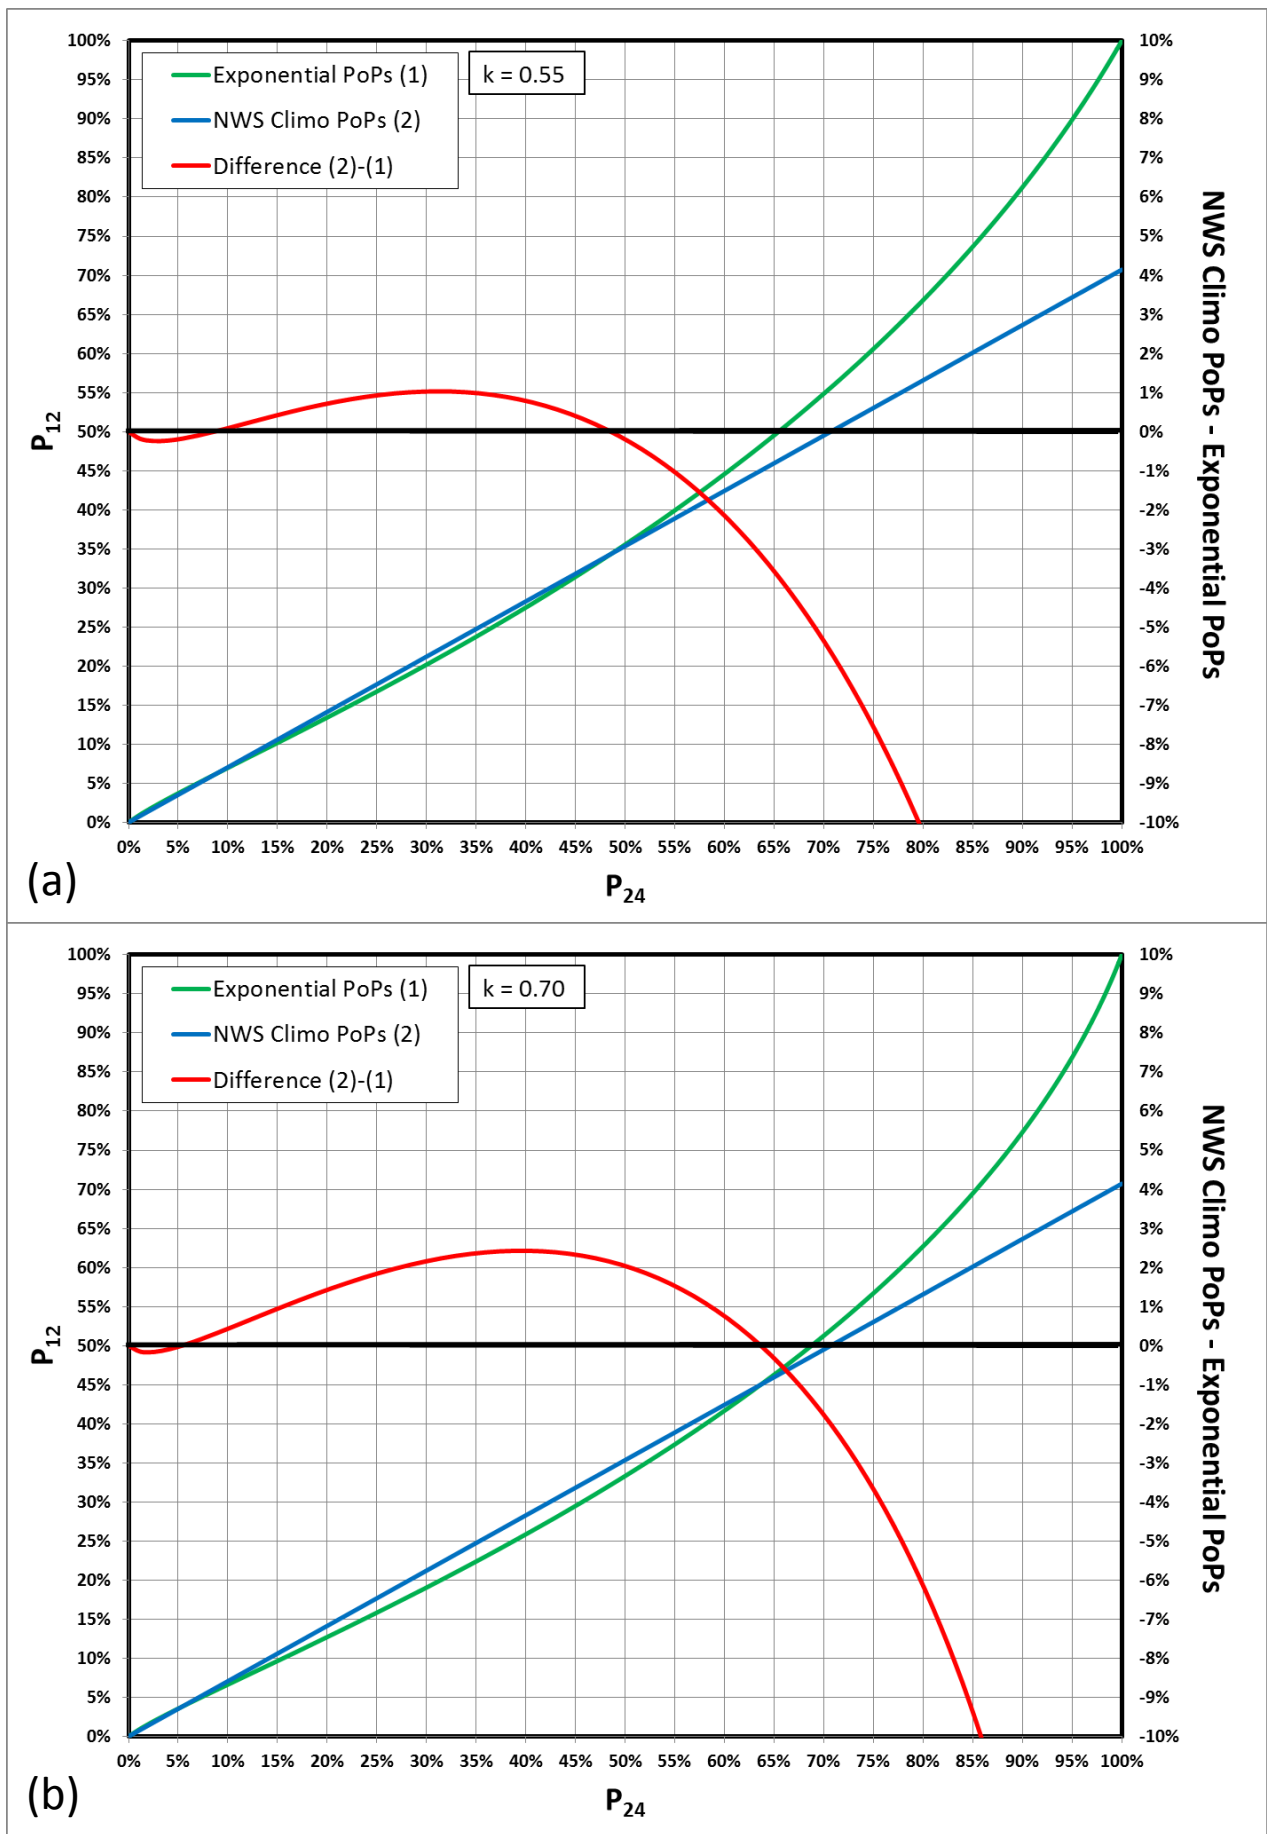 100% 10%
Exponential PoPs (1) k = 0.55
95% 9%
NWS Climo PoPs (2)
90% 8%
Difference (2)-(1)
85% 7%
80% 6%
75% 5%
70% 4%
65% 3%
60% 2%
55% 1%
50% 0%
45% -1%
40% -2%
35% -3%
30% -4%
25% -5%
20% -6%
15% -7%
10% -8%
5% -9%
0% -10%
P12
NWS Climo PoPs - Exponential PoPs
0% 5% 10% 15% 20% 25% 30% 35% 40% 45% 50% 55% 60% 65% 70% 75% 80% 85% 90% 95% 100%
P24
(a)
100% 10%
Exponential PoPs (1) k = 0.70
95% 9%
NWS Climo PoPs (2)
90% 8%
Difference (2)-(1)
85% 7%
80% 6%
75% 5%
70% 4%
65% 3%
60% 2%
55% 1%
50% 0%
45% -1%
40% -2%
35% -3%
30% -4%
25% -5%
20% -6%
15% -7%
10% -8%
5% -9%
0% -10%
P12
NWS Climo PoPs - Exponential PoPs
0% 5% 10% 15% 20% 25% 30% 35% 40% 45% 50% 55% 60% 65% 70% 75% 80% 85% 90% 95% 100%
P24
(b)